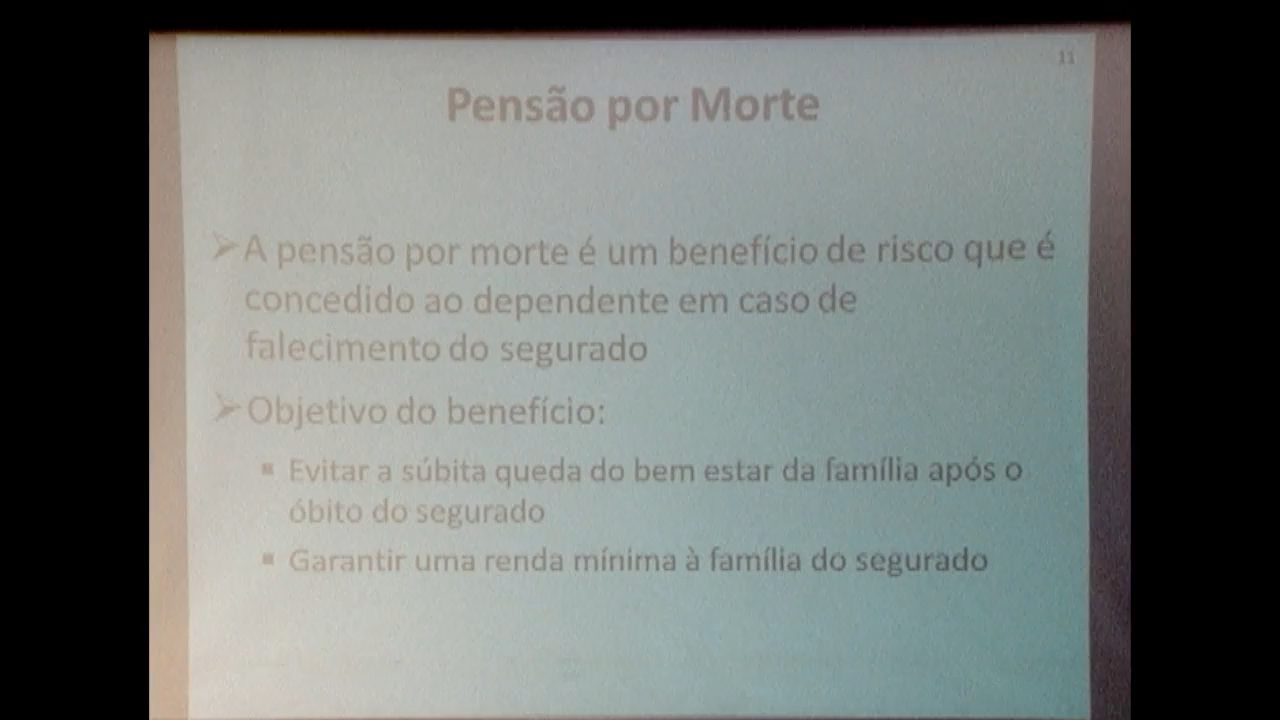 11
Pensão por Morte
➢A pensão por morte é um benefício de risco que é
concedido ao dependente em caso de
falecimento do segurado
➢Objetivo do benefício:
▪ Evitar a súbita queda do bem estar da família após o
óbito do segurado
▪ Garantir uma renda mínima à família do segurado